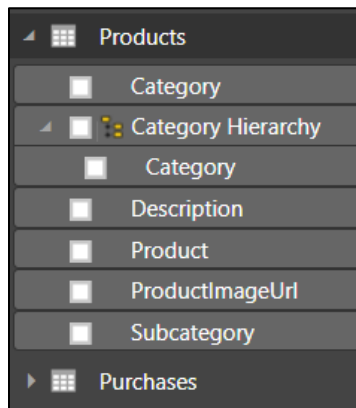 Products
Category
Category Hierarchy
Category
Description
Product
ProductImageUrl
Subcategory
Purchases